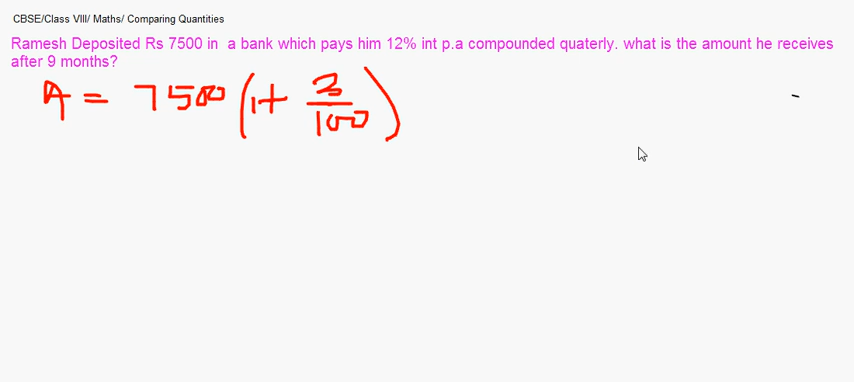 CBSE/Class VIII/ Maths/ Comparing Quantities
Ramesh Deposited Rs 7500 in a bank which pays him 12% int p.a compounded quaterly. what is the amount he receives
after 9 months?
A = 7500 (1+ 3/100)